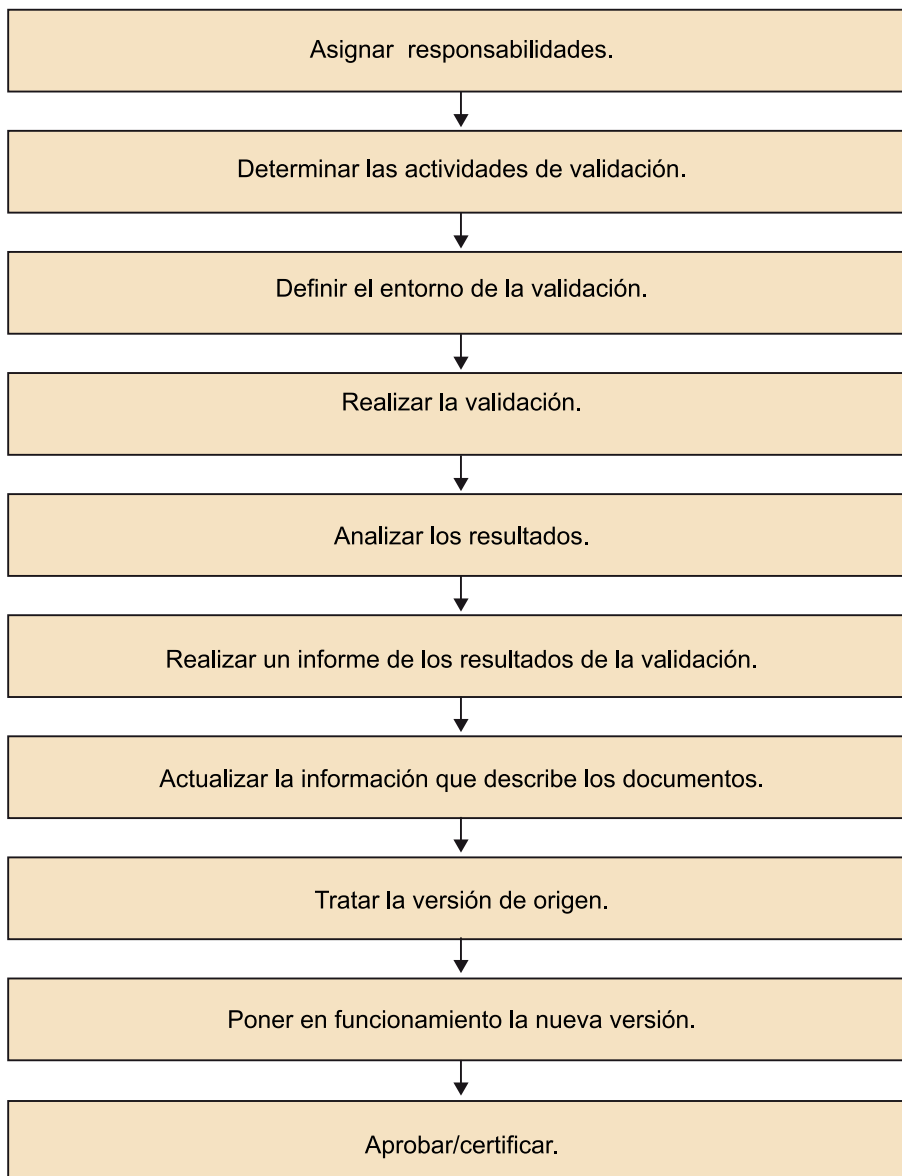 Asignar responsabilidades.
Determinar las actividades de validación.
Definir el entorno de la validación.
Realizar la validación.
Analizar los resultados.
Realizar un informe de los resultados de la validación.
Actualizar la información que describe los documentos.
Tratar la versión de origen.
Poner en funcionamiento la nueva versión.
Aprobar/certificar.